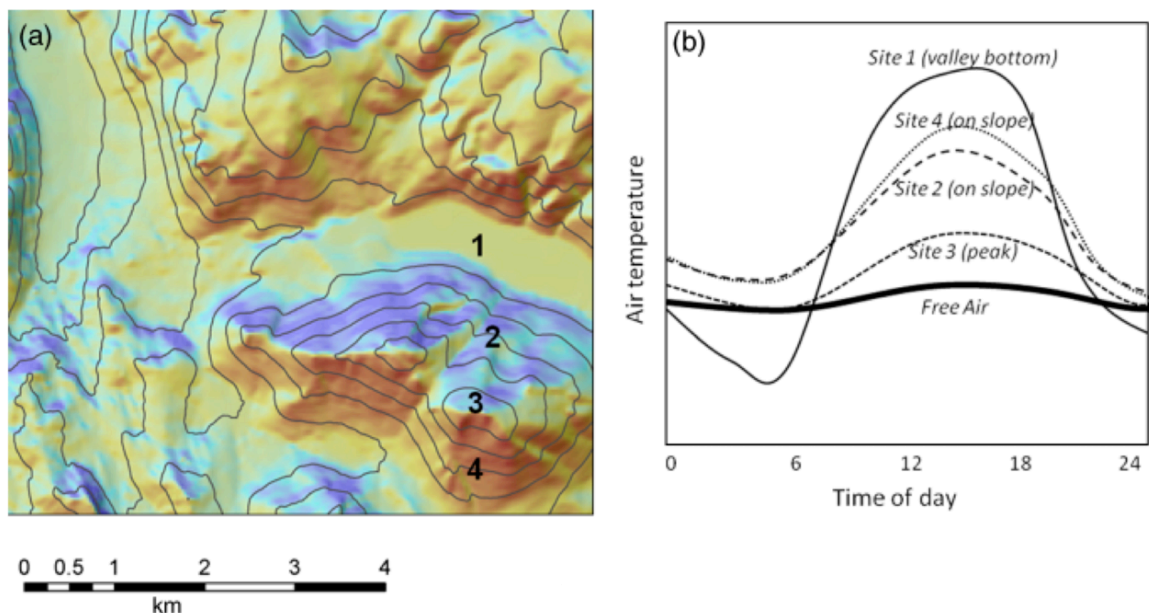 (a)
1
2
3
4
0 0.5 1 2 3 4
km
(b)
Site 1 (valley bottom)
Site 4 (on slope)
Site 2 (on slope)
Site 3 (peak)
Free Air
Air temperature
0 6 12 18 24
Time of day